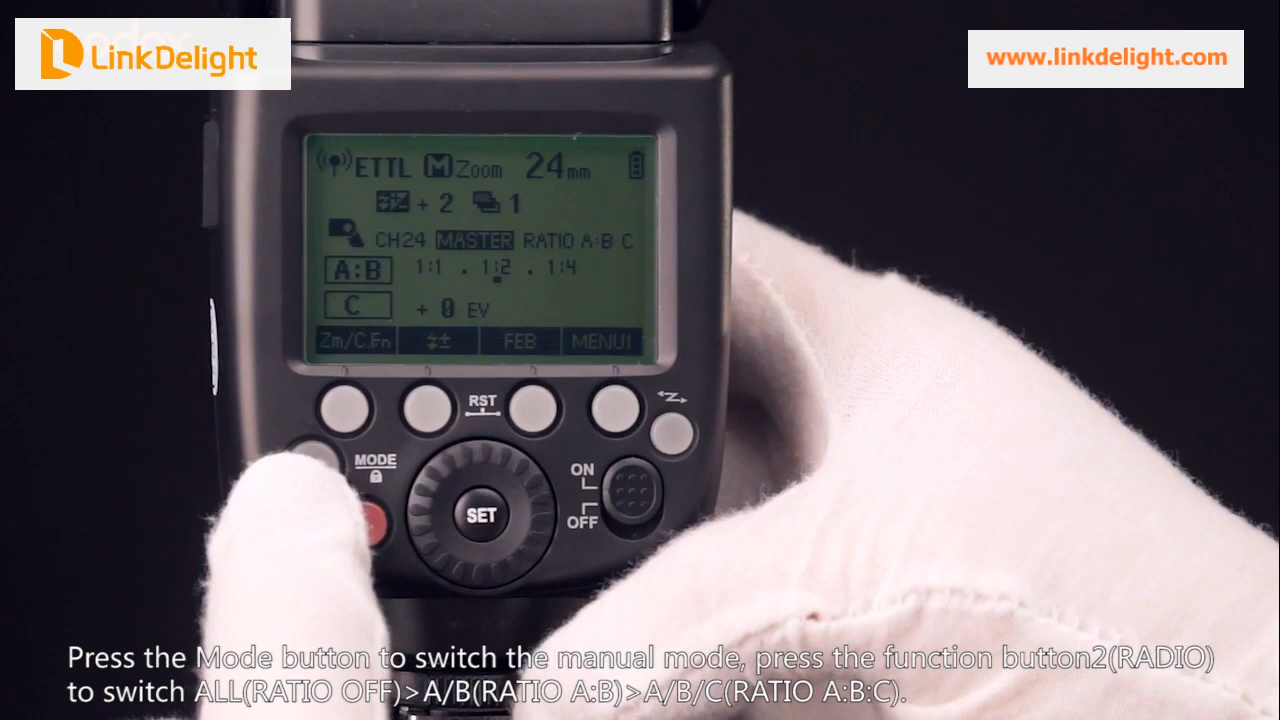 LinkDelight
www.linkdelight.com
ETTL M Zoom 24mm
+ 2 1
CH24 MASTER RATIO A:B C
A:B 1:1 . 1:2 . 1:4
C + 0 EV
Zm/C.Fn FEB MENU1
RST
MODE
SET
ON
OFF
Press the Mode button to switch the manual mode, press the function button2(RADIO)
to switch ALL(RATIO OFF)>A/B(RATIO A:B)>A/B/C(RATIO A:B:C).